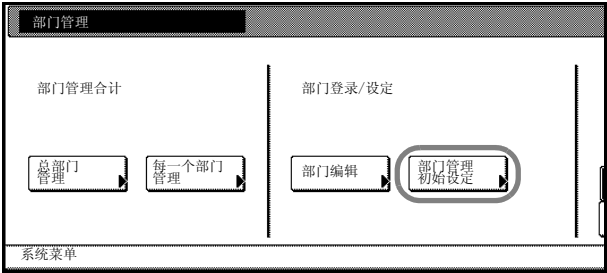 部门管理
部门管理合计
部门登录/设定
总部门
管理
每一个部门
管理
部门编辑
部门管理
初始设定
系统菜单